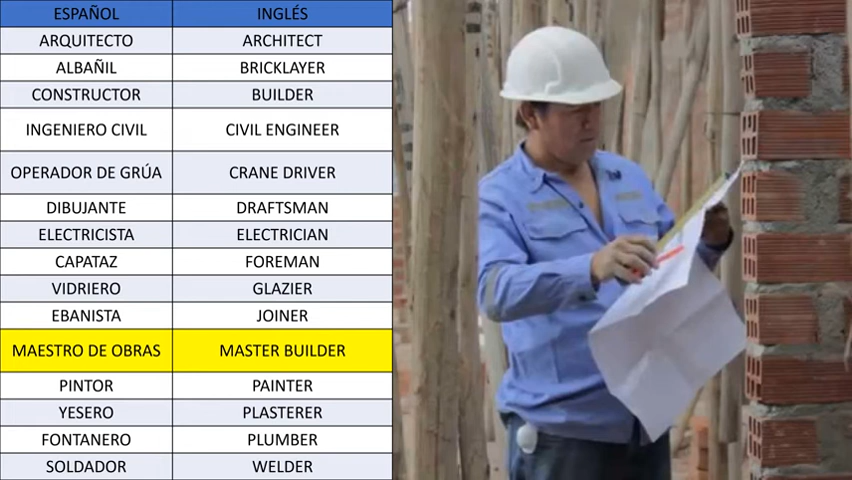 ESPAÑOL INGLÉS
ARQUITECTO ARCHITECT
ALBAÑIL BRICKLAYER
CONSTRUCTOR BUILDER
INGENIERO CIVIL CIVIL ENGINEER
OPERADOR DE GRÚA CRANE DRIVER
DIBUJANTE DRAFTSMAN
ELECTRICISTA ELECTRICIAN
CAPATAZ FOREMAN
VIDRIERO GLAZIER
EBANISTA JOINER
MAESTRO DE OBRAS MASTER BUILDER
PINTOR PAINTER
YESERO PLASTERER
FONTANERO PLUMBER
SOLDADOR WELDER